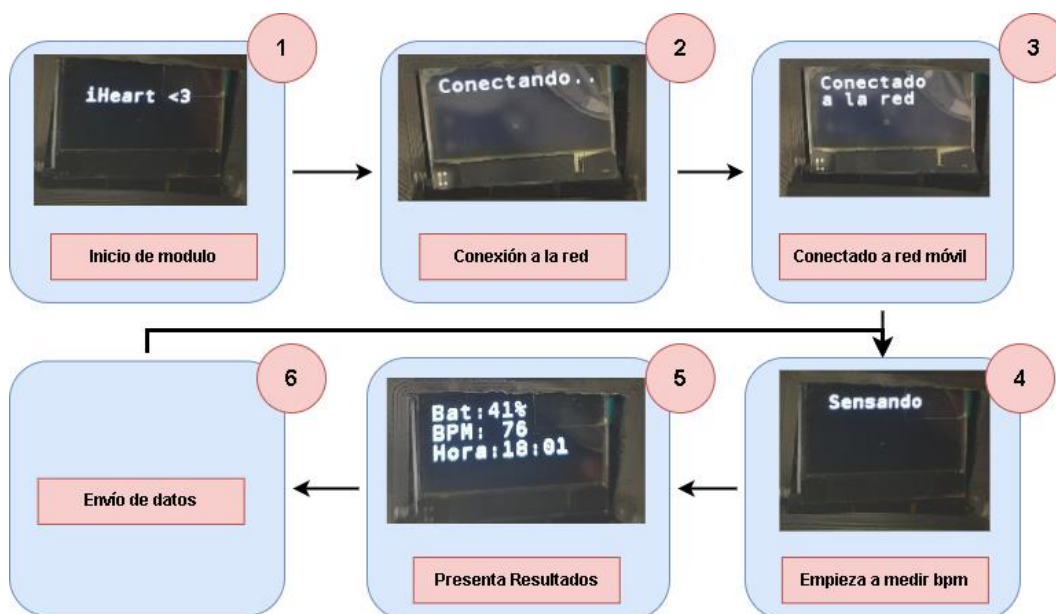 1
iHeart <3
Inicio de modulo
2
Conectando..
Conexión a la red
3
Conectado
a la red
Conectado a red móvil
4
Sensando
Empieza a medir bpm
5
Bat:41%
BPM: 76
Hora:18:01
Presenta Resultados
6
Envío de datos